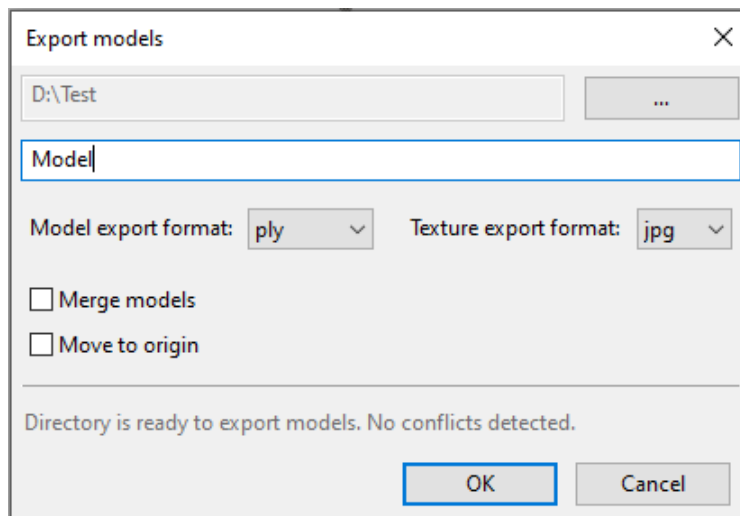 Export models
D:\Test
...
Model
Model export format: ply Texture export format: jpg
Merge models
Move to origin
Directory is ready to export models. No conflicts detected.
OK Cancel